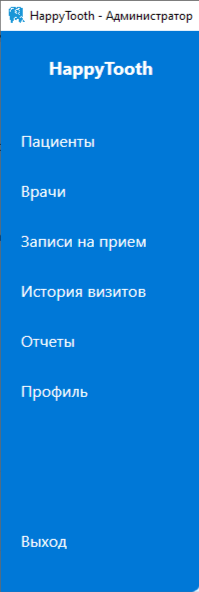 HappyTooth - Администратор
HappyTooth
Пациенты
Врачи
Записи на прием
История визитов
Отчеты
Профиль
Выход